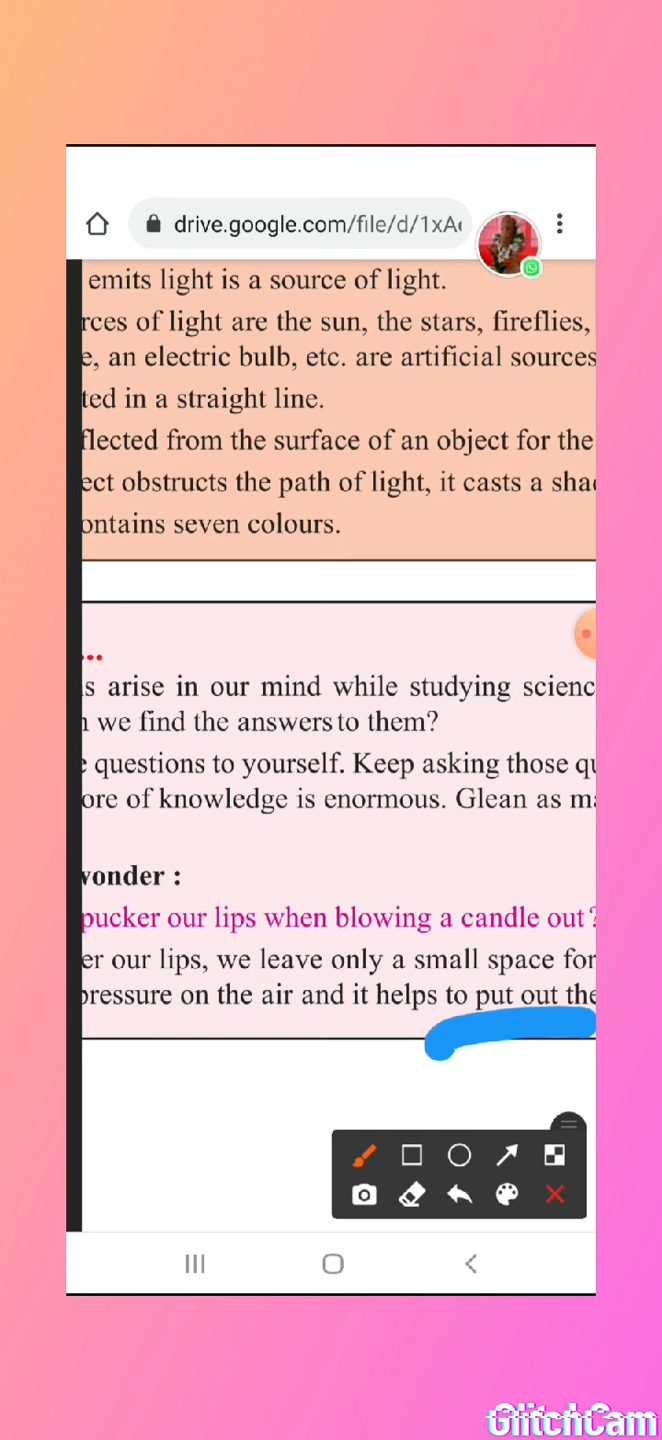 drive.google.com/file/d/1xA
emits light is a source of light.
rces of light are the sun, the stars, fireflies,
e, an electric bulb, etc. are artificial sources
ted in a straight line.
flected from the surface of an object for the
ect obstructs the path of light, it casts a sha
ontains seven colours.
...
s arise in our mind while studying scienc
we find the answers to them?
questions to yourself. Keep asking those qu
ore of knowledge is enormous. Glean as ma
wonder :
pucker our lips when blowing a candle out?
er our lips, we leave only a small space for
pressure on the air and it helps to put out the
GlitchCam